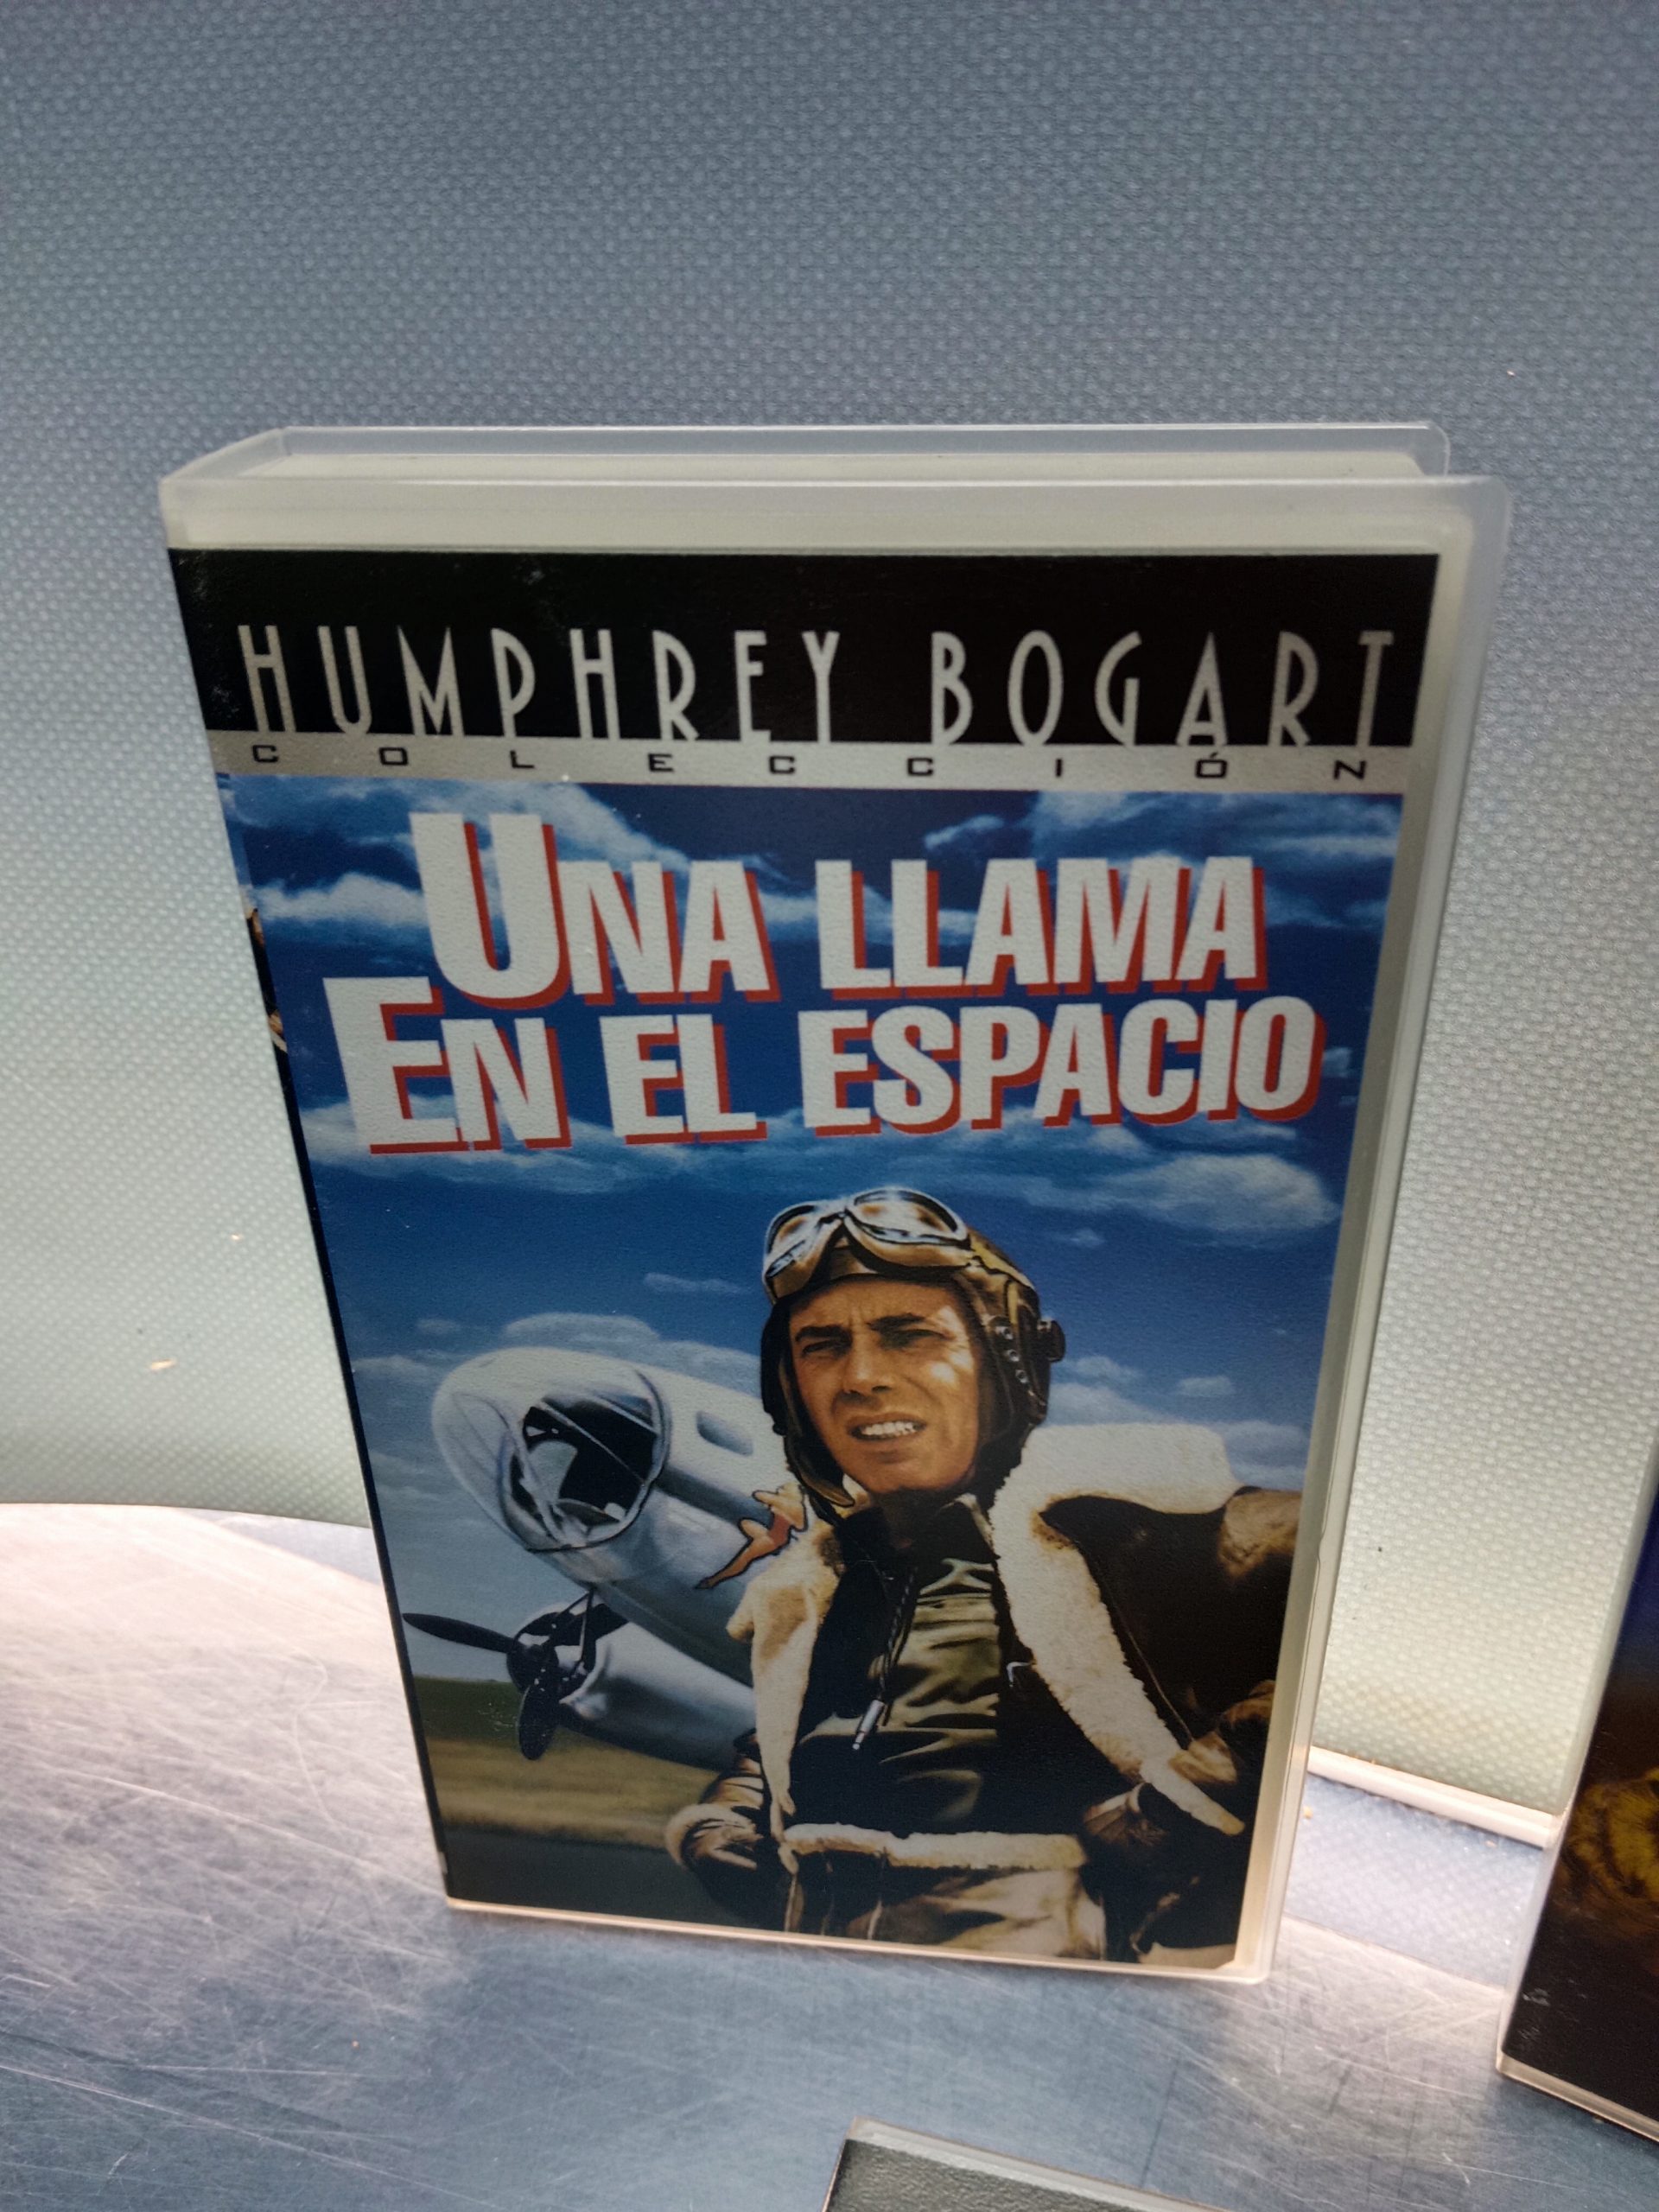 HUMPHREY BOGART
COLECCIÓN
UNA LLAMA
EN EL ESPACIO